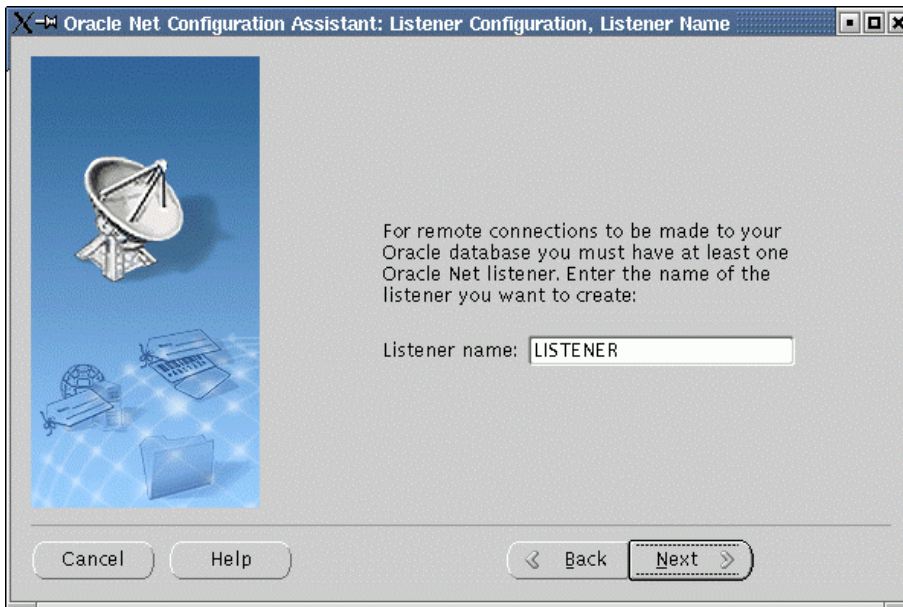 Oracle Net Configuration Assistant: Listener Configuration, Listener Name
For remote connections to be made to your
Oracle database you must have at least one
Oracle Net listener. Enter the name of the
listener you want to create:
Listener name: LISTENER
Cancel Help Back Next